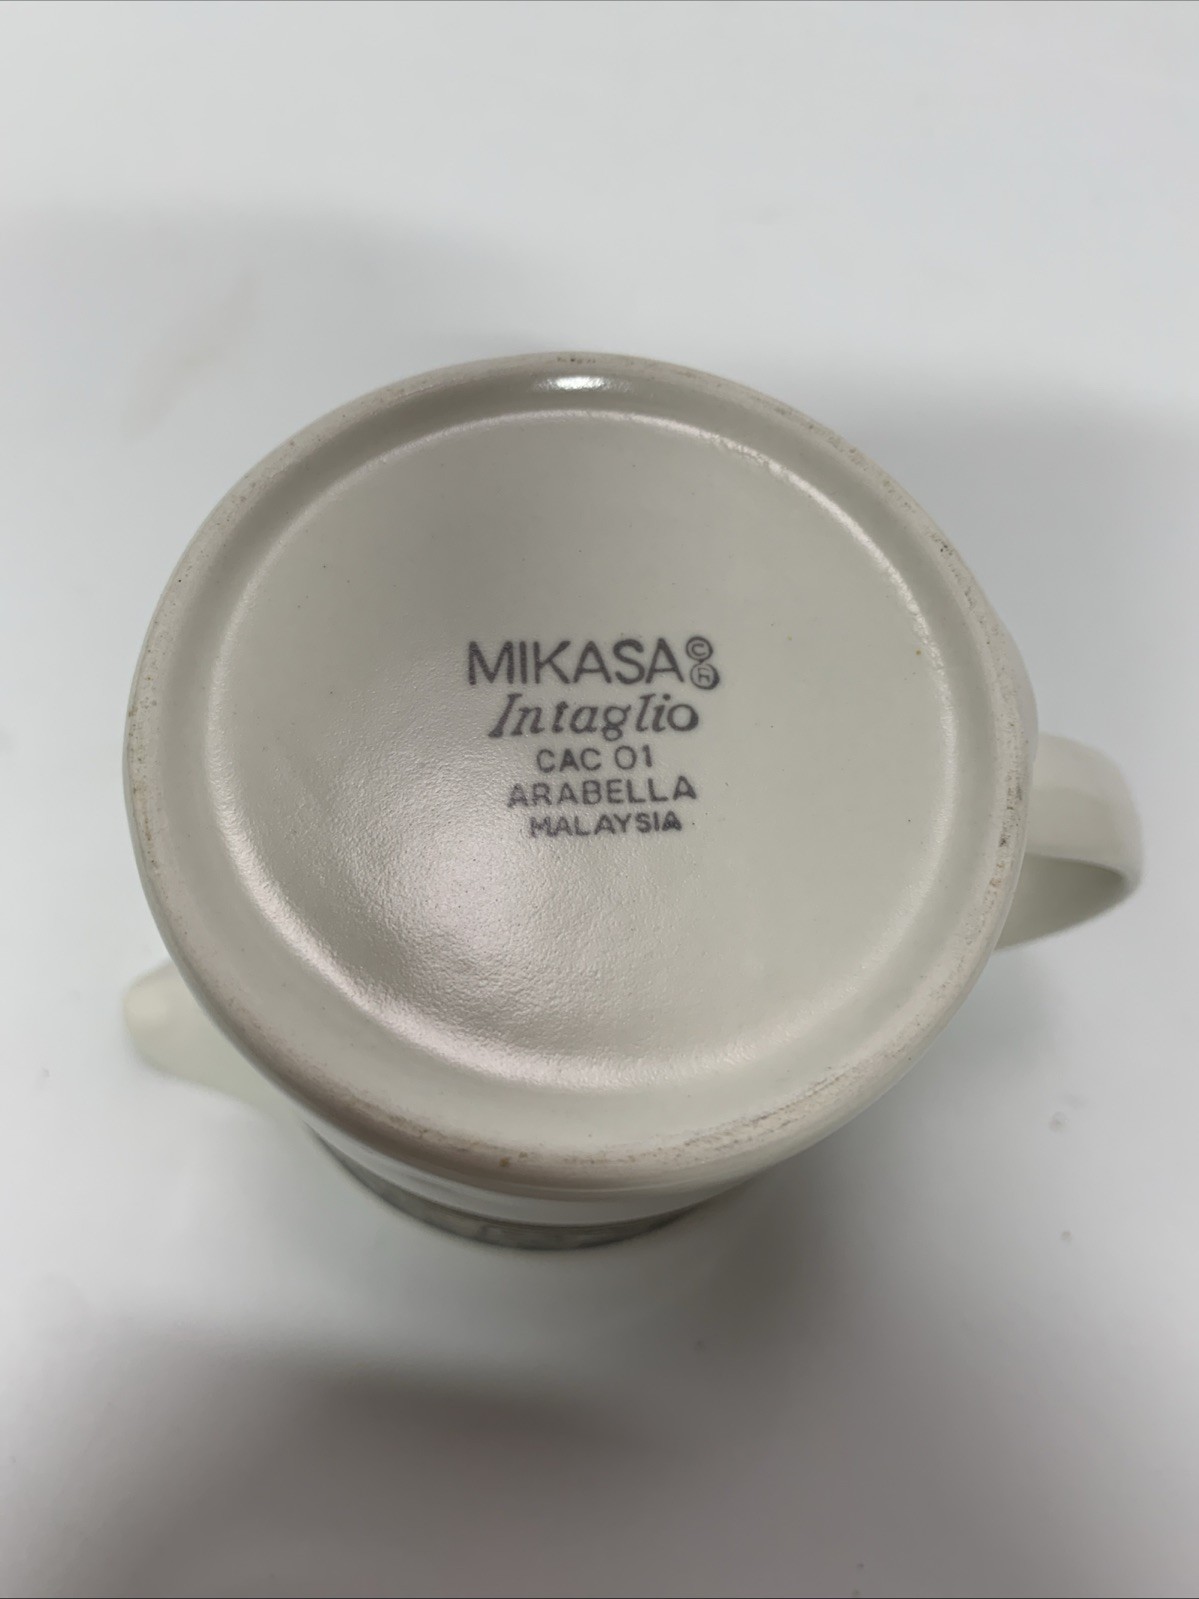 MIKASA ©ⓡ
Intaglio
CAC 01
ARABELLA
MALAYSIA